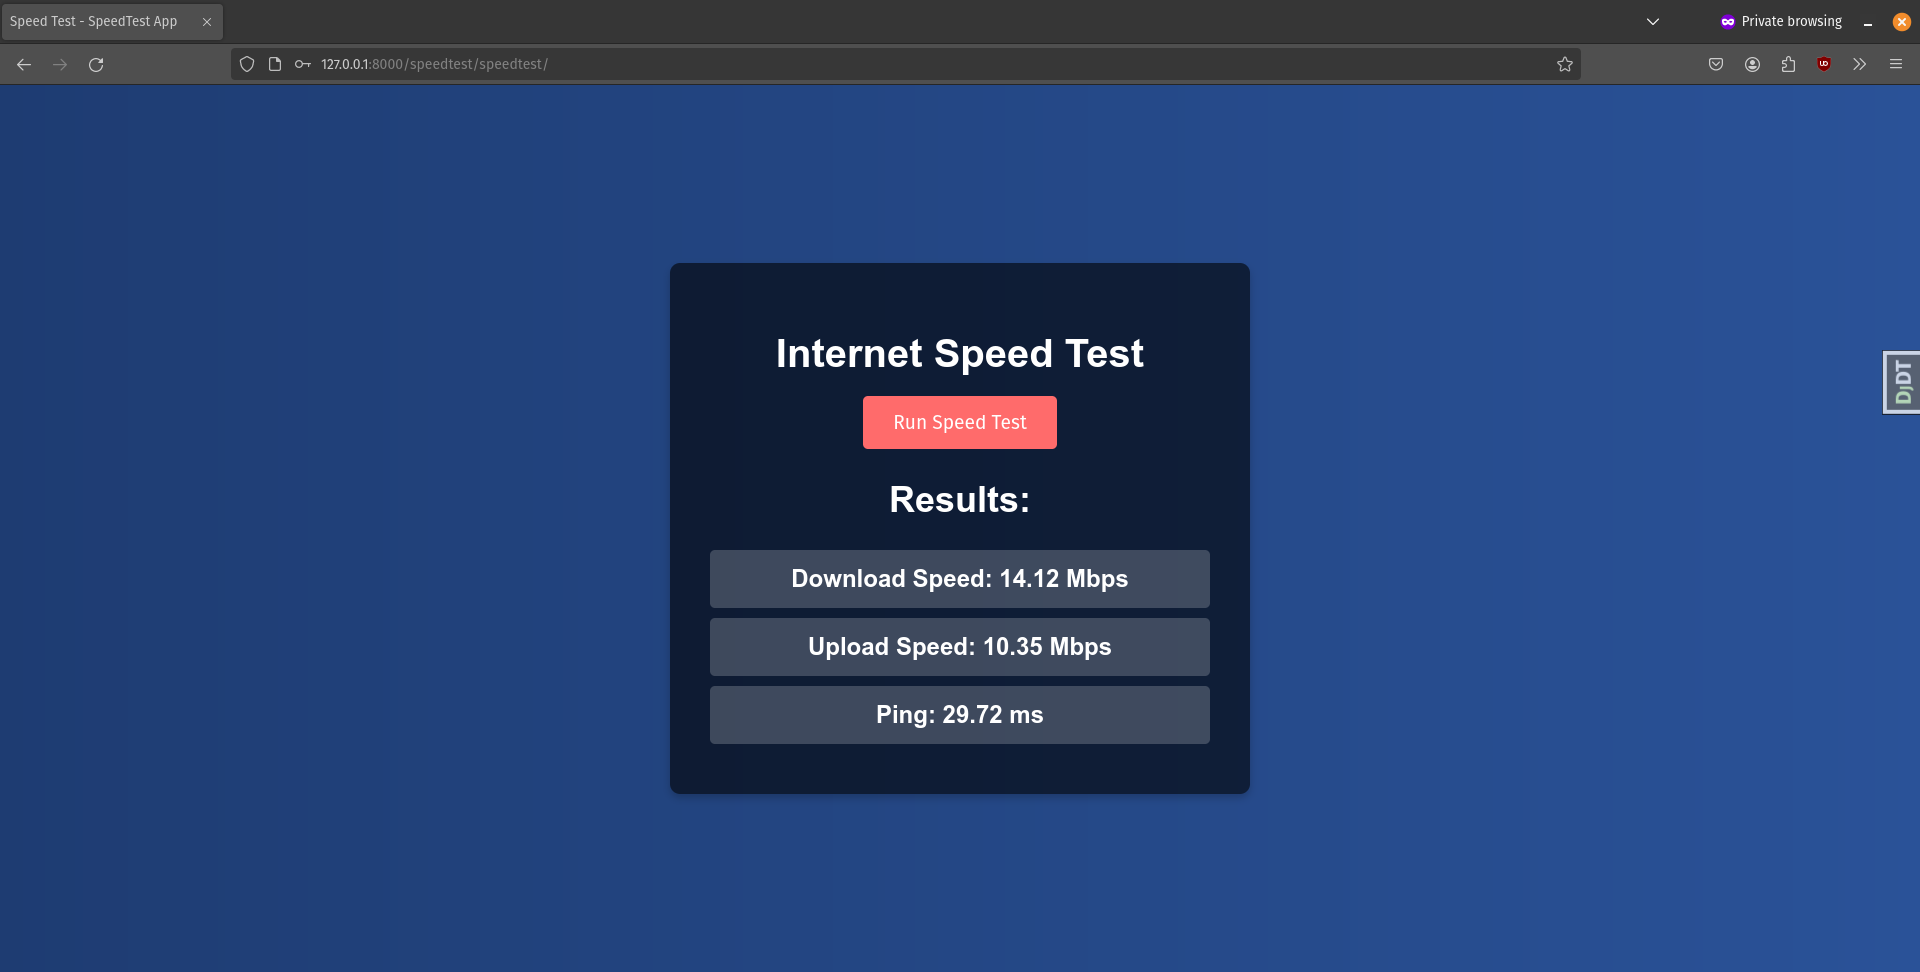 Speed Test - SpeedTest App
Private browsing
127.0.0.1:8000/speedtest/speedtest/
Internet Speed Test
Run Speed Test
Results:
Download Speed: 14.12 Mbps
Upload Speed: 10.35 Mbps
Ping: 29.72 ms
DjDT